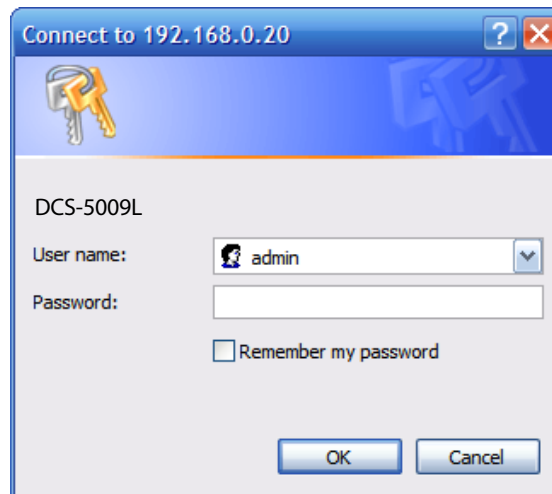 Connect to 192.168.0.20
DCS-5009L
User name: admin
Password:
Remember my password
OK Cancel